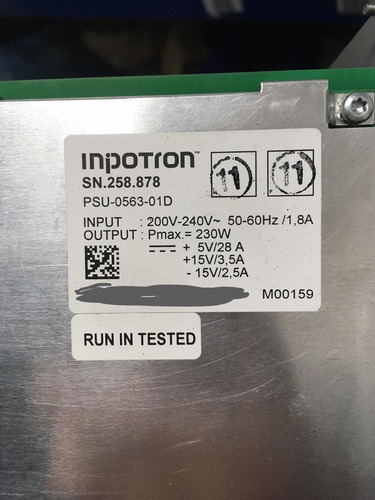 inpotron™
11 11
SN.258.878
PSU-0563-01D
INPUT : 200V-240V~ 50-60Hz /1,8A
OUTPUT : Pmax.= 230W
+ 5V/28 A
+15V/3,5A
- 15V/2,5A
M00159
RUN IN TESTED